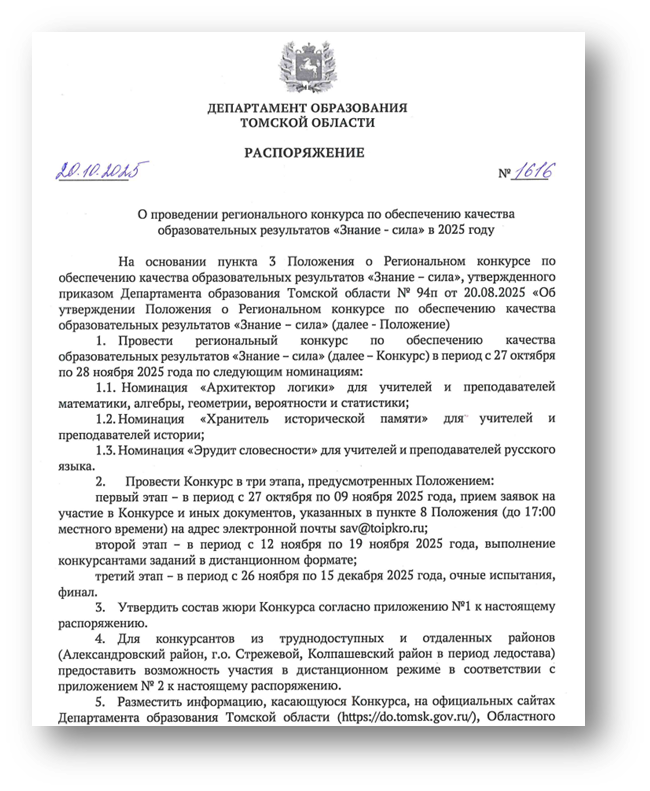 ДЕПАРТАМЕНТ ОБРАЗОВАНИЯ
ТОМСКОЙ ОБЛАСТИ
РАСПОРЯЖЕНИЕ
20.10.2025 № 1616
О проведении регионального конкурса по обеспечению качества
образовательных результатов «Знание - сила» в 2025 году
На основании пункта 3 Положения о Региональном конкурсе по
обеспечению качества образовательных результатов «Знание – сила», утвержденного
приказом Департамента образования Томской области № 94п от 20.08.2025 «Об
утверждении Положения о Региональном конкурсе по обеспечению качества
образовательных результатов «Знание – сила» (далее - Положение)
1. Провести региональный конкурс по обеспечению качества
образовательных результатов «Знание – сила» (далее – Конкурс) в период с 27 октября
по 28 ноября 2025 года по следующим номинациям:
1.1. Номинация «Архитектор логики» для учителей и преподавателей
математики, алгебры, геометрии, вероятности и статистики;
1.2. Номинация «Хранитель исторической памяти» для учителей и
преподавателей истории;
1.3. Номинация «Эрудит словесности» для учителей и преподавателей русского
языка.
2. Провести Конкурс в три этапа, предусмотренных Положением:
первый этап – в период с 27 октября по 09 ноября 2025 года, прием заявок на
участие в Конкурсе и иных документов, указанных в пункте 8 Положения (до 17:00
местного времени) на адрес электронной почты sav@toipkro.ru;
второй этап – в период с 12 ноября по 19 ноября 2025 года, выполнение
конкурсантами заданий в дистанционном формате;
третий этап – в период с 26 ноября по 15 декабря 2025 года, очные испытания,
финал.
3. Утвердить состав жюри Конкурса согласно приложению №1 к настоящему
распоряжению.
4. Для конкурсантов из труднодоступных и отдаленных районов
(Александровский район, г.о. Стрежевой, Колпашевский район в период ледостава)
предоставить возможность участия в дистанционном режиме в соответствии с
приложением № 2 к настоящему распоряжению.
5. Разместить информацию, касающуюся Конкурса, на официальных сайтах
Департамента образования Томской области (https://do.tomsk.gov.ru/), Областного